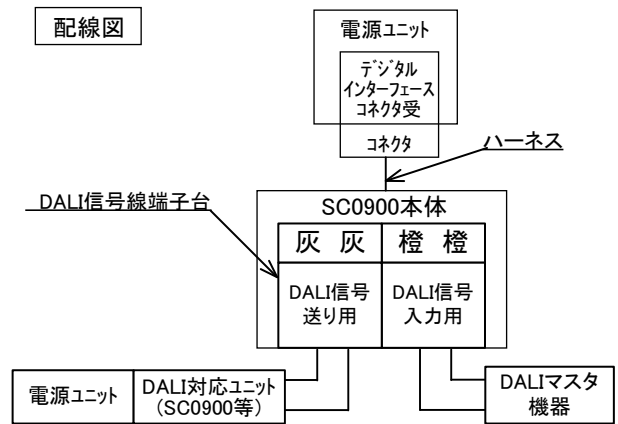 配線図
電源ﾕﾆｯﾄ
ﾃﾞｼﾞﾀﾙ
ｲﾝﾀｰﾌｪｰｽ
ｺﾈｸﾀ受
ｺﾈｸﾀ
ハーネス
DALI信号線端子台
SC0900本体
灰 灰
橙 橙
DALI信号
送り用
DALI信号
入力用
電源ﾕﾆｯﾄ
DALI対応ﾕﾆｯﾄ
(SC0900等)
DALIマスタ
機器